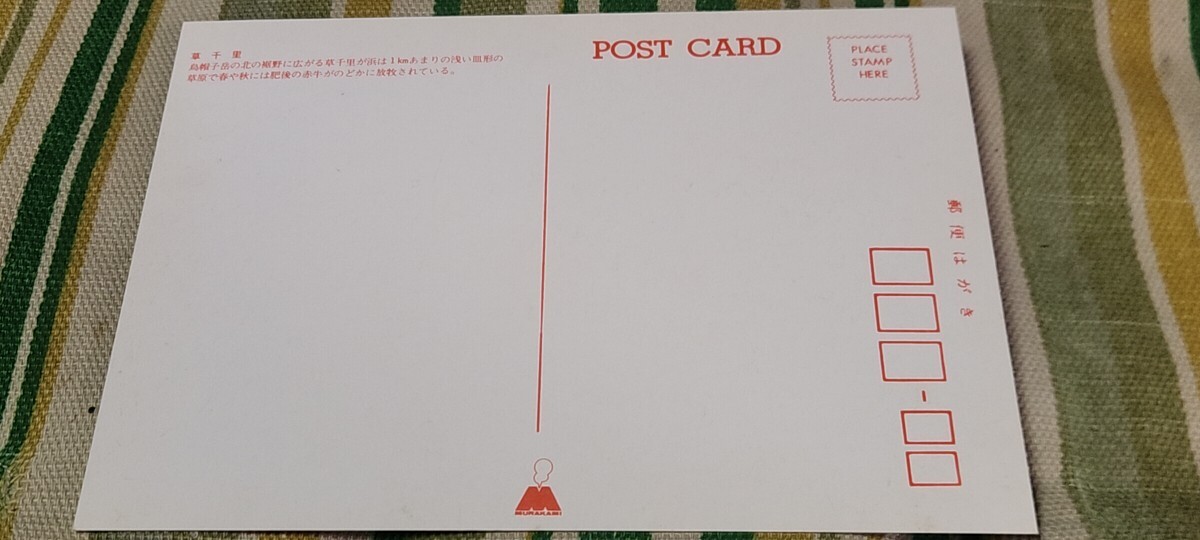 草千里
烏帽子岳の北の裾野に広がる草千里が浜は1kmあまりの浅い皿形の
草原で春や秋には肥後の赤牛がのどかに放牧されている。
POST CARD
PLACE
STAMP
HERE
郵便はがき
MURAKAMI